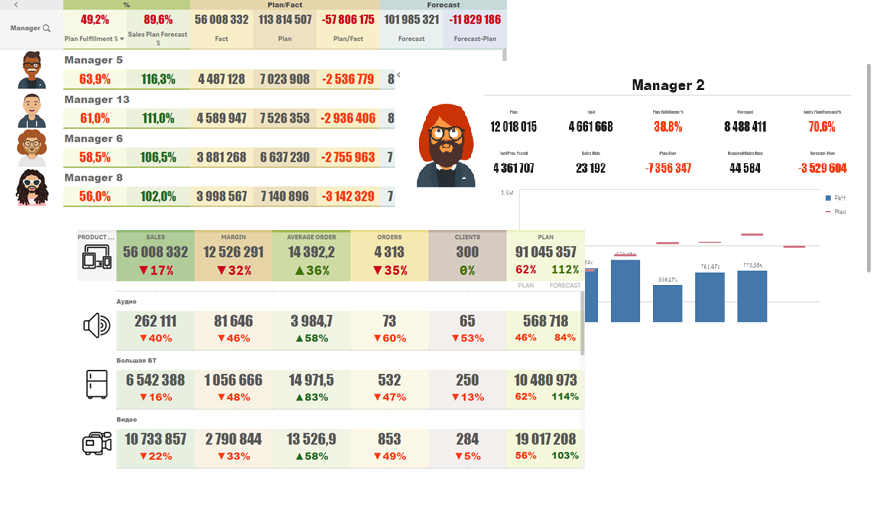 % Plan/Fact Forecast
Manager
49,2% 89,6% 56 008 332 113 814 507 -57 806 175 101 985 321 -11 829 186
Plan Fulfillment % Sales Plan Forecast % Fact Plan Plan/Fact Forecast Forecast-Plan
Manager 5
63,9% 116,3% 4 487 128 7 023 908 -2 536 779 8
Manager 13
61,0% 111,0% 4 589 947 7 526 353 -2 936 406 8
Manager 6
58,5% 106,5% 3 881 268 6 637 230 -2 755 963 7
Manager 8
56,0% 102,0% 3 998 567 7 140 896 -3 142 329 7
Manager 2
Plan Fact Plan Fulfillment % Forecast Sales Plan Forecast %
12 018 015 4 661 668 38,8% 8 488 411 70,6%
Plan/Fact Forecast-Plan
4 361 707 23 192 -7 356 347 44 584 -3 529 604
Fact
Plan
PRODUCT ... SALES MARGIN AVERAGE ORDER ORDERS CLIENTS PLAN
56 008 332 12 526 291 14 392,2 4 313 300 91 045 357
▼17% ▼32% ▲36% ▼35% 0% 62% 112%
PLAN FORECAST
Аудио
262 111 81 646 3 984,7 73 65 568 718
▼40% ▼46% ▲58% ▼60% ▼53% 46% 84%
Большая БТ
6 542 388 1 056 666 14 971,5 532 250 10 480 973
▼16% ▼48% ▲83% ▼47% ▼13% 62% 114%
Видео
10 733 857 2 790 844 13 526,9 853 284 19 017 208
▼22% ▼33% ▲58% ▼49% ▼5% 56% 103%